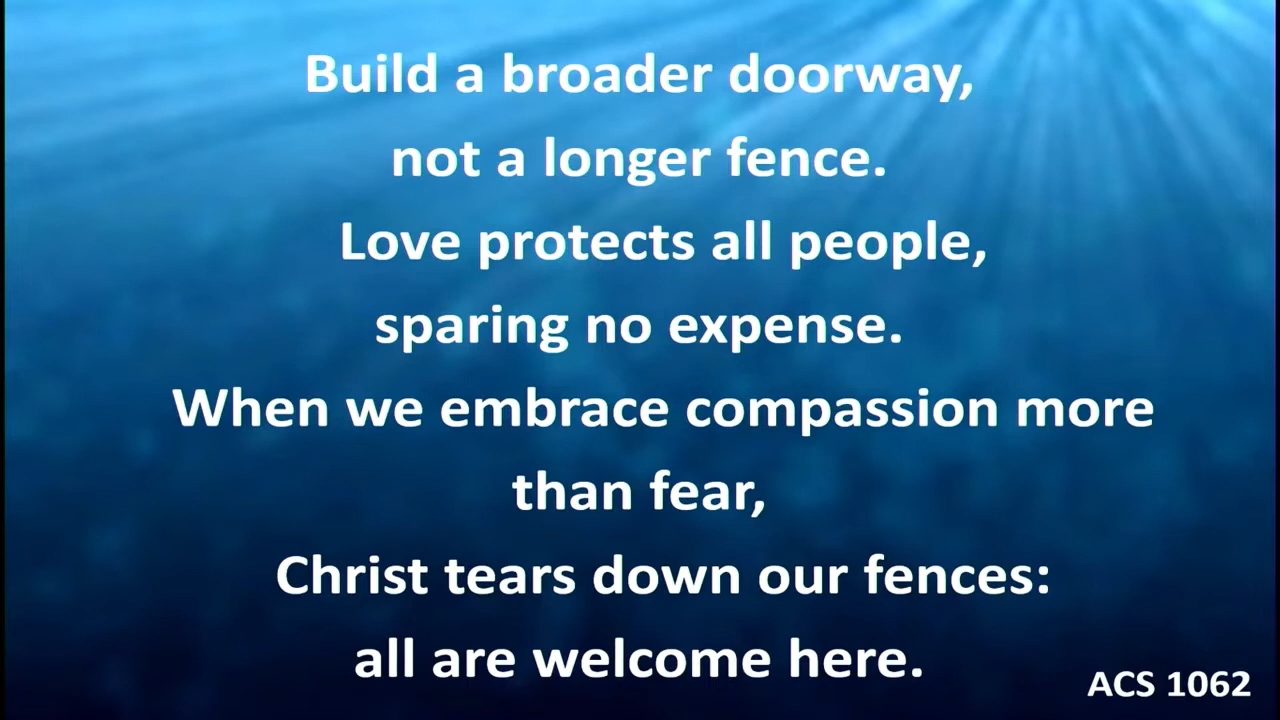 Build a broader doorway,
not a longer fence.
Love protects all people,
sparing no expense.
When we embrace compassion more
than fear,
Christ tears down our fences:
all are welcome here.
ACS 1062